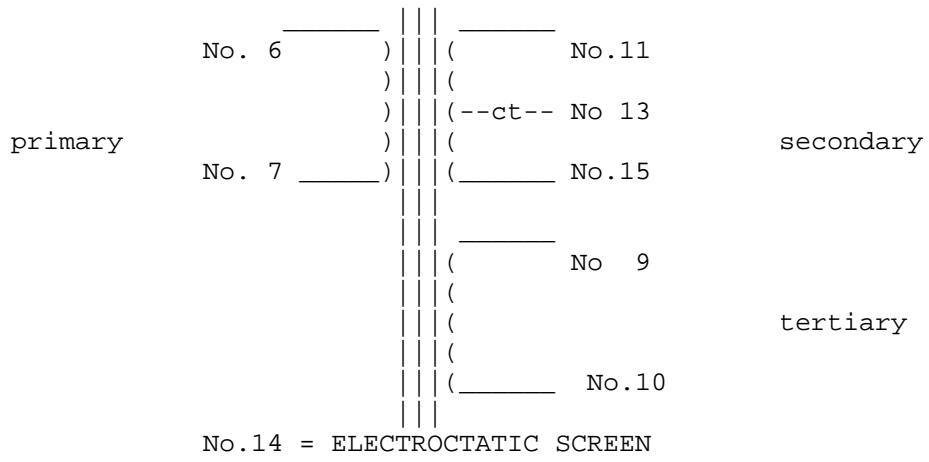 No. 6 No.11
--ct-- No 13
primary secondary
No. 7 No.15
No 9
tertiary
No.10
No.14 = ELECTROCTATIC SCREEN